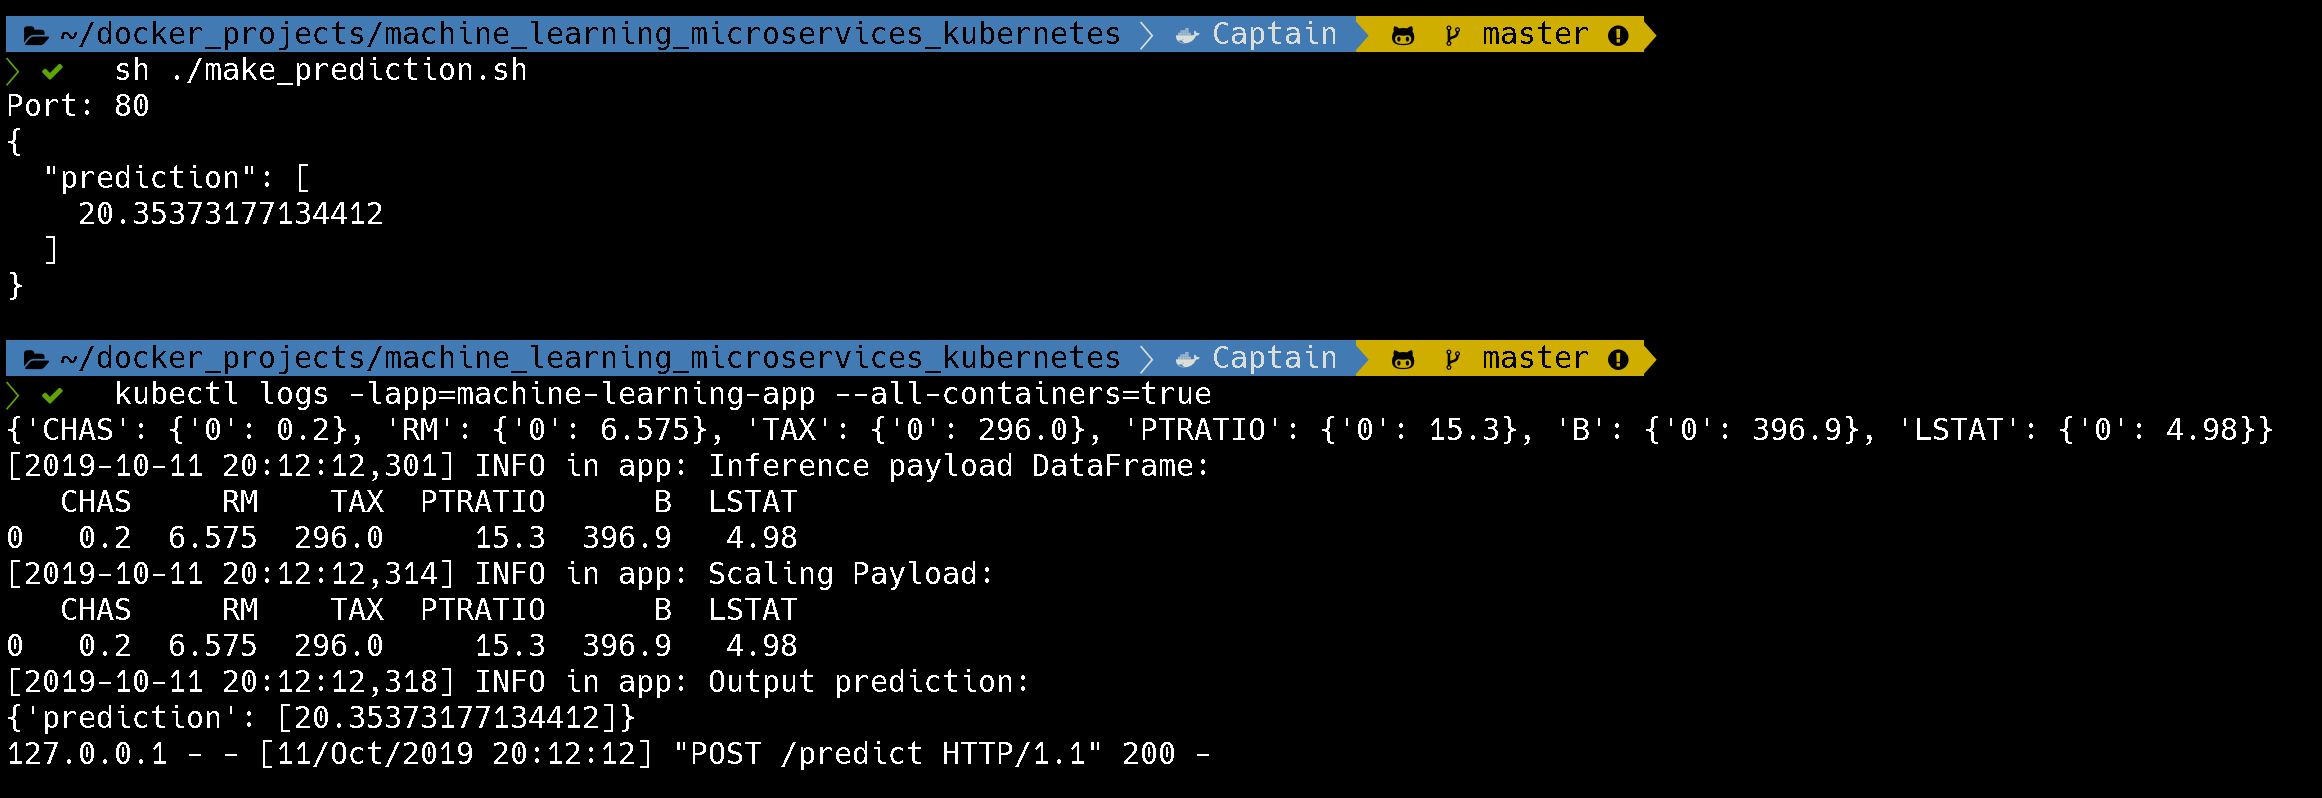 ~/docker_projects/machine_learning_microservices_kubernetes Captain master
sh ./make_prediction.sh
Port: 80
{
  "prediction": [
    20.35373177134412
  ]
}
~/docker_projects/machine_learning_microservices_kubernetes Captain master
kubectl logs -lapp=machine-learning-app --all-containers=true
{'CHAS': {'0': 0.2}, 'RM': {'0': 6.575}, 'TAX': {'0': 296.0}, 'PTRATIO': {'0': 15.3}, 'B': {'0': 396.9}, 'LSTAT': {'0': 4.98}}
[2019-10-11 20:12:12,301] INFO in app: Inference payload DataFrame:
   CHAS     RM    TAX  PTRATIO      B  LSTAT
0   0.2  6.575  296.0     15.3  396.9   4.98
[2019-10-11 20:12:12,314] INFO in app: Scaling Payload:
   CHAS     RM    TAX  PTRATIO      B  LSTAT
0   0.2  6.575  296.0     15.3  396.9   4.98
[2019-10-11 20:12:12,318] INFO in app: Output prediction:
{'prediction': [20.35373177134412]}
127.0.0.1 - - [11/Oct/2019 20:12:12] "POST /predict HTTP/1.1" 200 -